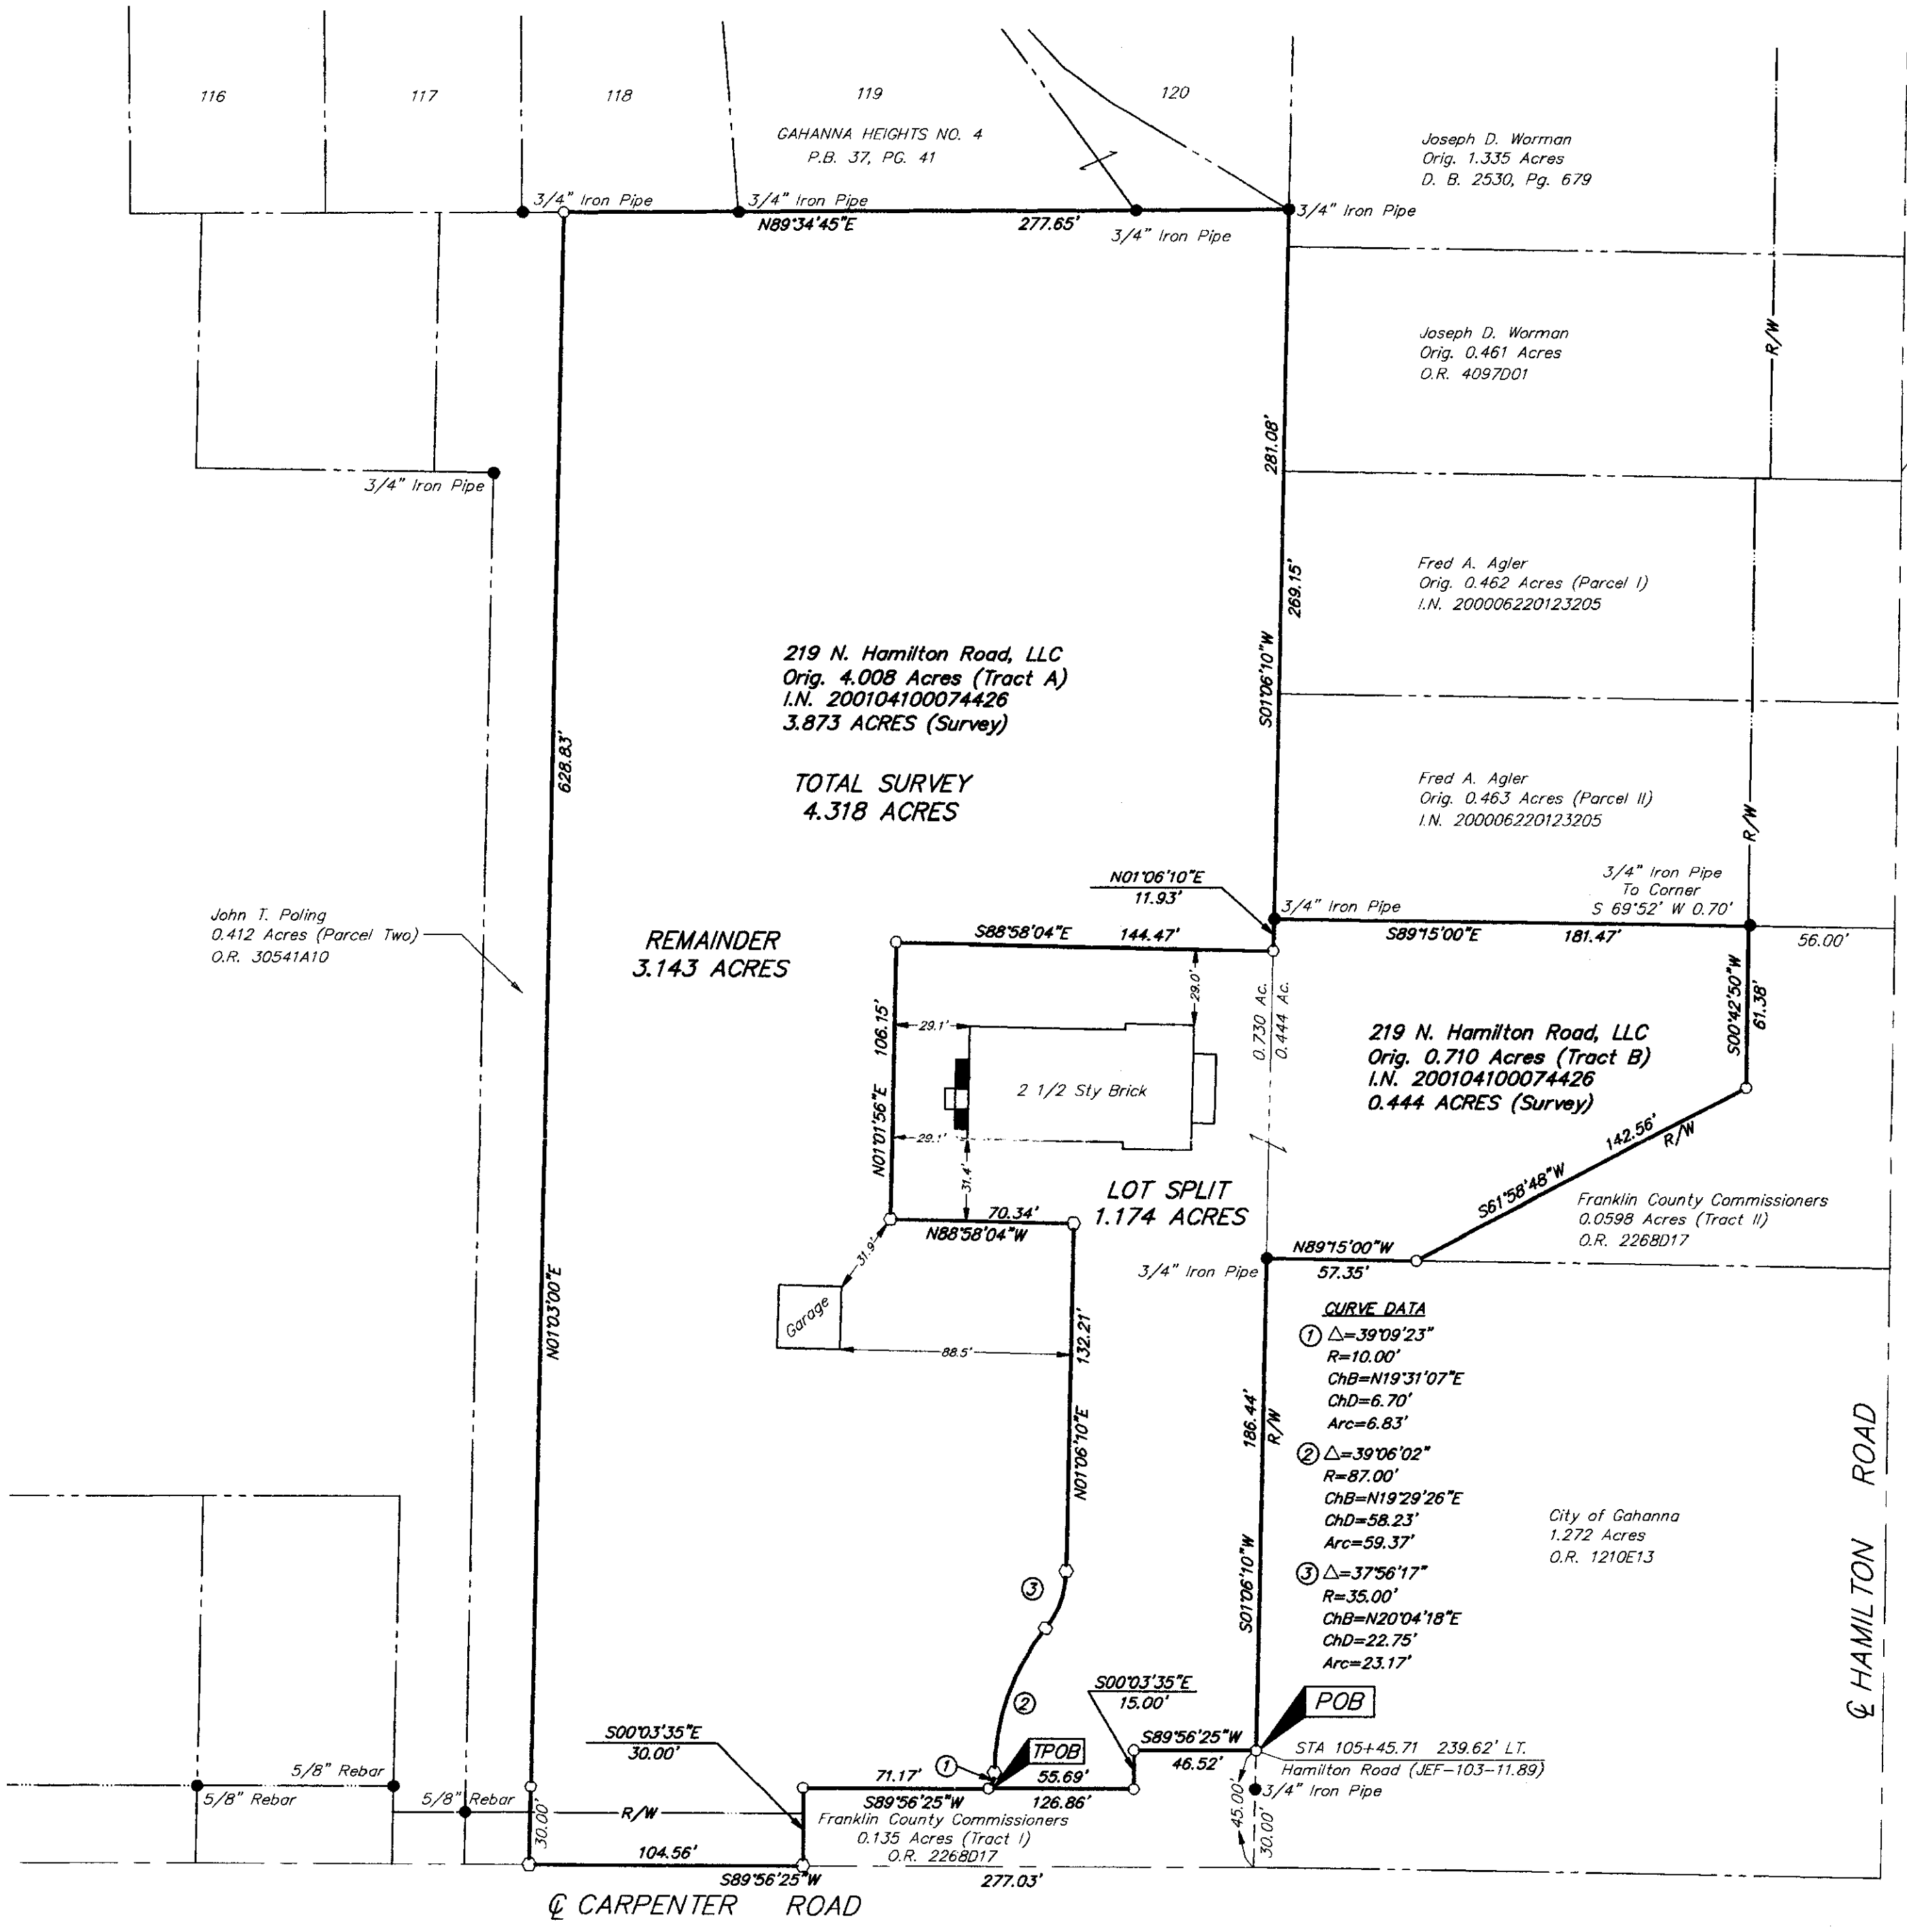 116
117
118
119
120
GAHANNA HEIGHTS NO. 4
P.B. 37, PG. 41
Joseph D. Worman
Orig. 1.335 Acres
D. B. 2530, Pg. 679
3/4" Iron Pipe
3/4" Iron Pipe
3/4" Iron Pipe
N89°34'45"E
277.65'
3/4" Iron Pipe
R/W
Joseph D. Worman
Orig. 0.461 Acres
O.R. 4097D01
281.08'
3/4" Iron Pipe
Fred A. Agler
Orig. 0.462 Acres (Parcel I)
I.N. 200006220123205
269.15'
S01°06'10"W
219 N. Hamilton Road, LLC
Orig. 4.008 Acres (Tract A)
I.N. 200104100074426
3.873 ACRES (Survey)
628.83'
TOTAL SURVEY
4.318 ACRES
Fred A. Agler
Orig. 0.463 Acres (Parcel II)
I.N. 200006220123205
R/W
N01°06'10"E
11.93'
3/4" Iron Pipe
To Corner
S 69°52' W 0.70'
3/4" Iron Pipe
John T. Poling
0.412 Acres (Parcel Two)
O.R. 30541A10
REMAINDER
3.143 ACRES
S88°58'04"E
144.47'
S89°15'00"E
181.47'
56.00'
29.0'
0.730 Ac.
0.444 Ac.
S00°42'50"W
61.38'
106.15'
29.1'
219 N. Hamilton Road, LLC
Orig. 0.710 Acres (Tract B)
I.N. 200104100074426
0.444 ACRES (Survey)
2 1/2 Sty Brick
N01°01'56"E
29.1'
31.4'
142.56'
R/W
S61°58'48"W
LOT SPLIT
1.174 ACRES
Franklin County Commissioners
0.0598 Acres (Tract II)
O.R. 2268D17
70.34'
N88°58'04"W
31.9'
N89°15'00"W
57.35'
3/4" Iron Pipe
N01°03'00"E
Garage
88.5'
132.21'
CURVE DATA
1 △=39°09'23"
R=10.00'
ChB=N19°31'07"E
ChD=6.70'
Arc=6.83'
2 △=39°06'02"
R=87.00'
ChB=N19°29'26"E
ChD=58.23'
Arc=59.37'
3 △=37°56'17"
R=35.00'
ChB=N20°04'18"E
ChD=22.75'
Arc=23.17'
186.44'
R/W
N01°06'10"E
S01°06'10"W
City of Gahanna
1.272 Acres
O.R. 1210E13
℄ HAMILTON ROAD
3
2
1
S00°03'35"E
15.00'
POB
S00°03'35"E
30.00'
TPOB
S89°56'25"W
46.52'
STA 105+45.71 239.62' LT.
Hamilton Road (JEF-103-11.89)
3/4" Iron Pipe
45.00'
30.00'
5/8" Rebar
5/8" Rebar
5/8" Rebar
R/W
30.00'
71.17'
55.69'
S89°56'25"W
126.86'
Franklin County Commissioners
0.135 Acres (Tract I)
O.R. 2268D17
104.56'
S89°56'25"W
277.03'
℄ CARPENTER ROAD